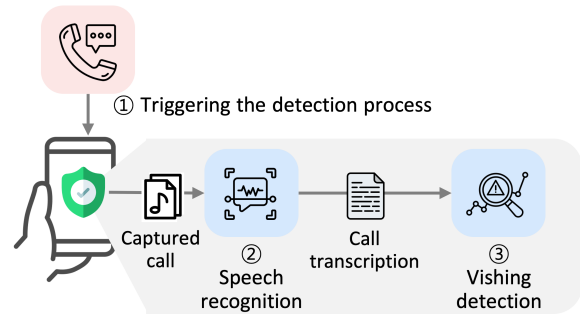 ① Triggering the detection process
Captured
call
②
Speech
recognition
Call
transcription
③
Vishing
detection